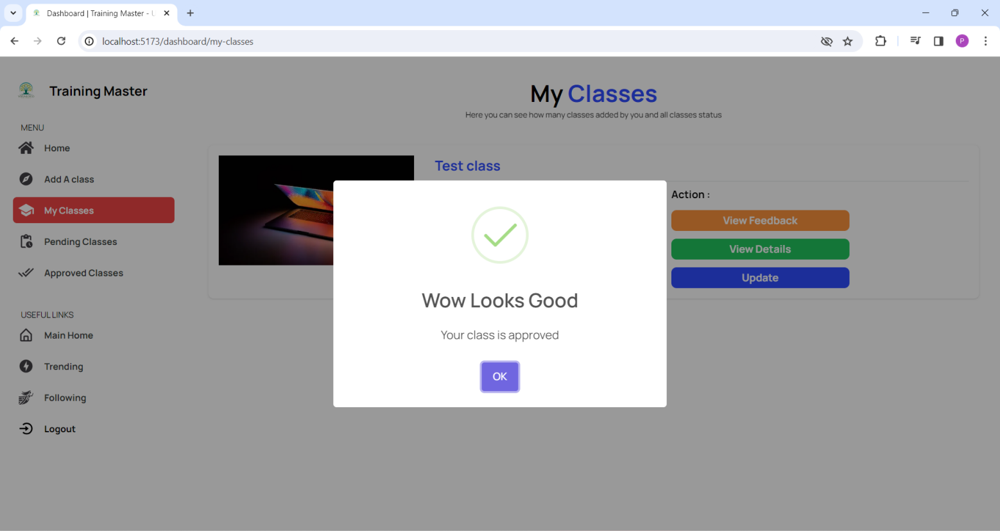 Dashboard | Training Master - U
localhost:5173/dashboard/my-classes
P
Training Master
MENU
Home
Add A class
My Classes
Pending Classes
Approved Classes
USEFUL LINKS
Main Home
Trending
Following
Logout
My Classes
Here you can see how many classes added by you and all classes status
Test class
Action :
View Feedback
View Details
Update
Wow Looks Good
Your class is approved
OK